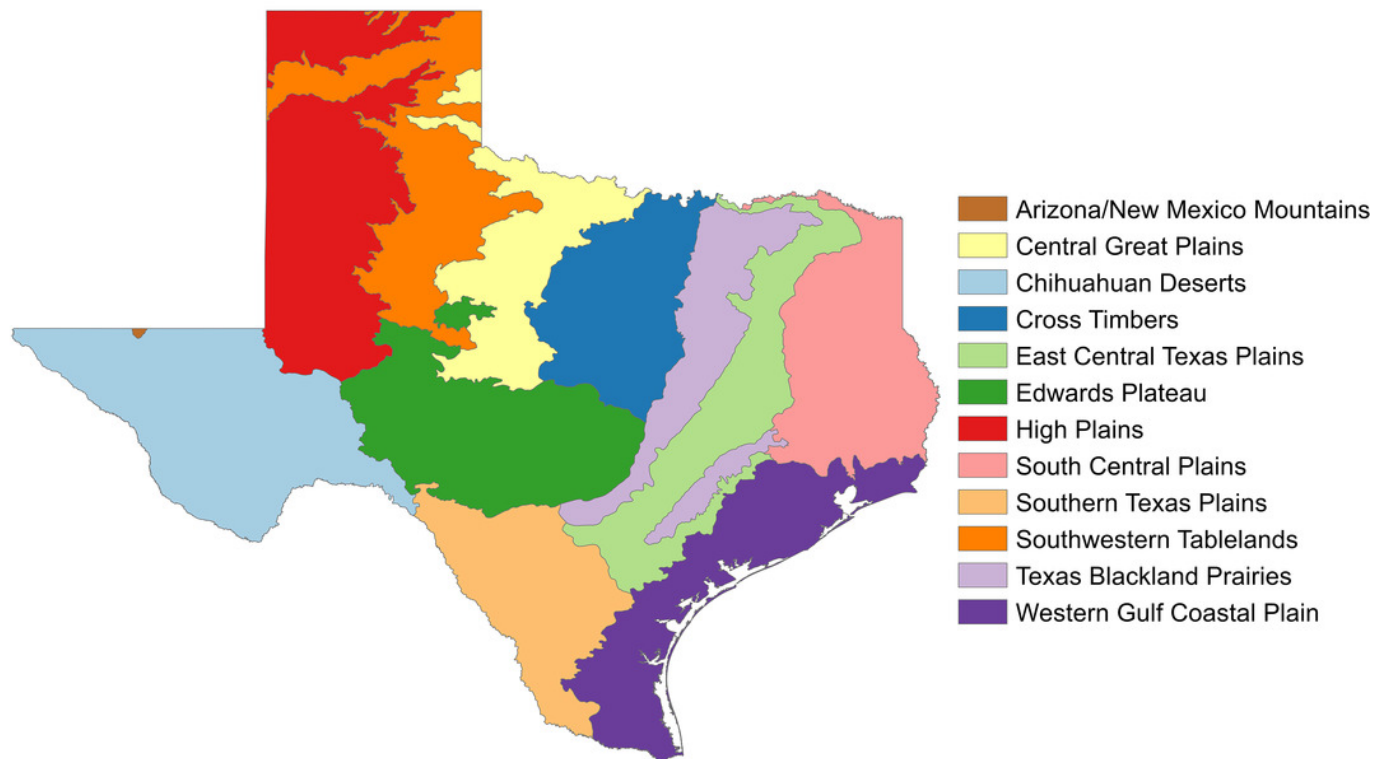 Arizona/New Mexico Mountains
Central Great Plains
Chihuahuan Deserts
Cross Timbers
East Central Texas Plains
Edwards Plateau
High Plains
South Central Plains
Southern Texas Plains
Southwestern Tablelands
Texas Blackland Prairies
Western Gulf Coastal Plain